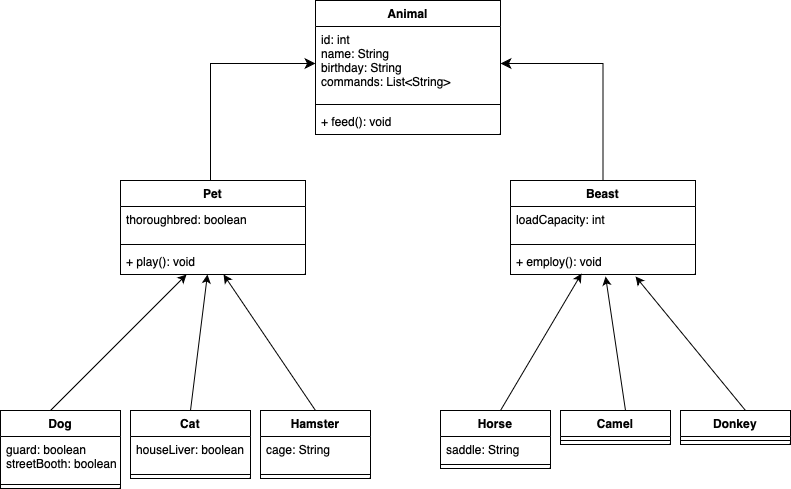 Animal
id: int
name: String
birthday: String
commands: List<String>
+ feed(): void
Pet
thoroughbred: boolean
+ play(): void
Beast
loadCapacity: int
+ employ(): void
Dog
guard: boolean
streetBooth: boolean
Cat
houseLiver: boolean
Hamster
cage: String
Horse
saddle: String
Camel
Donkey